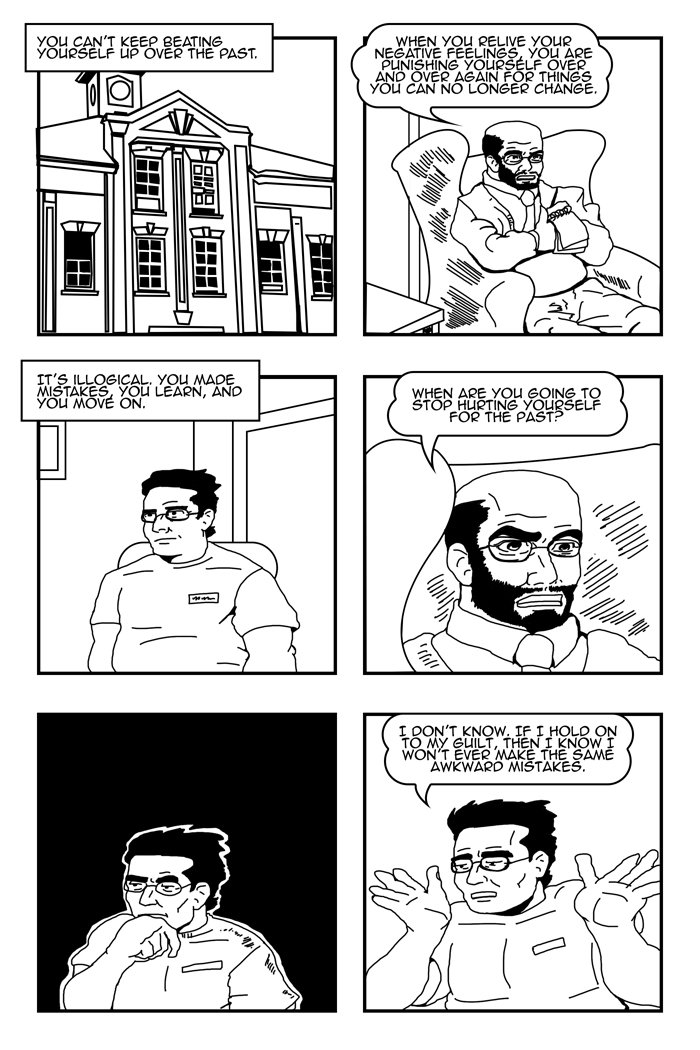 YOU CAN'T KEEP BEATING
YOURSELF UP OVER THE PAST.
WHEN YOU RELIVE YOUR
NEGATIVE FEELINGS, YOU ARE
PUNISHING YOURSELF OVER
AND OVER AGAIN FOR THINGS
YOU CAN NO LONGER CHANGE.
IT'S ILLOGICAL. YOU MADE
MISTAKES, YOU LEARN, AND
YOU MOVE ON.
WHEN ARE YOU GOING TO
STOP HURTING YOURSELF
FOR THE PAST?
I DON'T KNOW. IF I HOLD ON
TO MY GUILT, THEN I KNOW I
WON'T EVER MAKE THE SAME
AWKWARD MISTAKES.